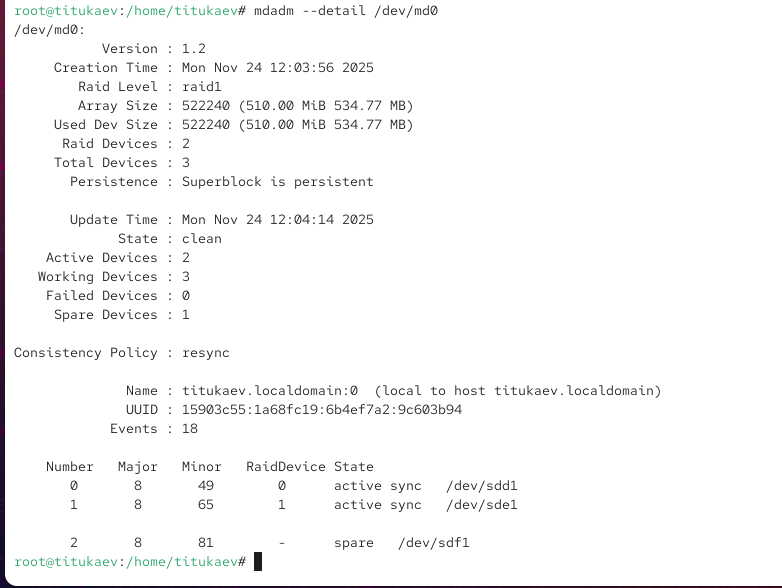 root@titukaev:/home/titukaev# mdadm --detail /dev/md0
/dev/md0:
Version : 1.2
Creation Time : Mon Nov 24 12:03:56 2025
Raid Level : raid1
Array Size : 522240 (510.00 MiB 534.77 MB)
Used Dev Size : 522240 (510.00 MiB 534.77 MB)
Raid Devices : 2
Total Devices : 3
Persistence : Superblock is persistent

Update Time : Mon Nov 24 12:04:14 2025
State : clean
Active Devices : 2
Working Devices : 3
Failed Devices : 0
Spare Devices : 1

Consistency Policy : resync

Name : titukaev.localdomain:0  (local to host titukaev.localdomain)
UUID : 15903c55:1a68fc19:6b4ef7a2:9c603b94
Events : 18

Number   Major   Minor   RaidDevice State
0       8       49        0      active sync   /dev/sdd1
1       8       65        1      active sync   /dev/sde1

2       8       81        -      spare   /dev/sdf1
root@titukaev:/home/titukaev#